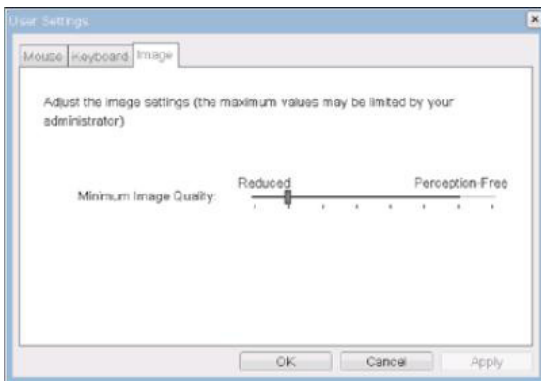 User Settings
Mouse Keyboard Image
Adjust the image settings (the maximum values may be limited by your
administrator)
Reduced Perception-Free
Minimum Image Quality:
OK Cancel Apply